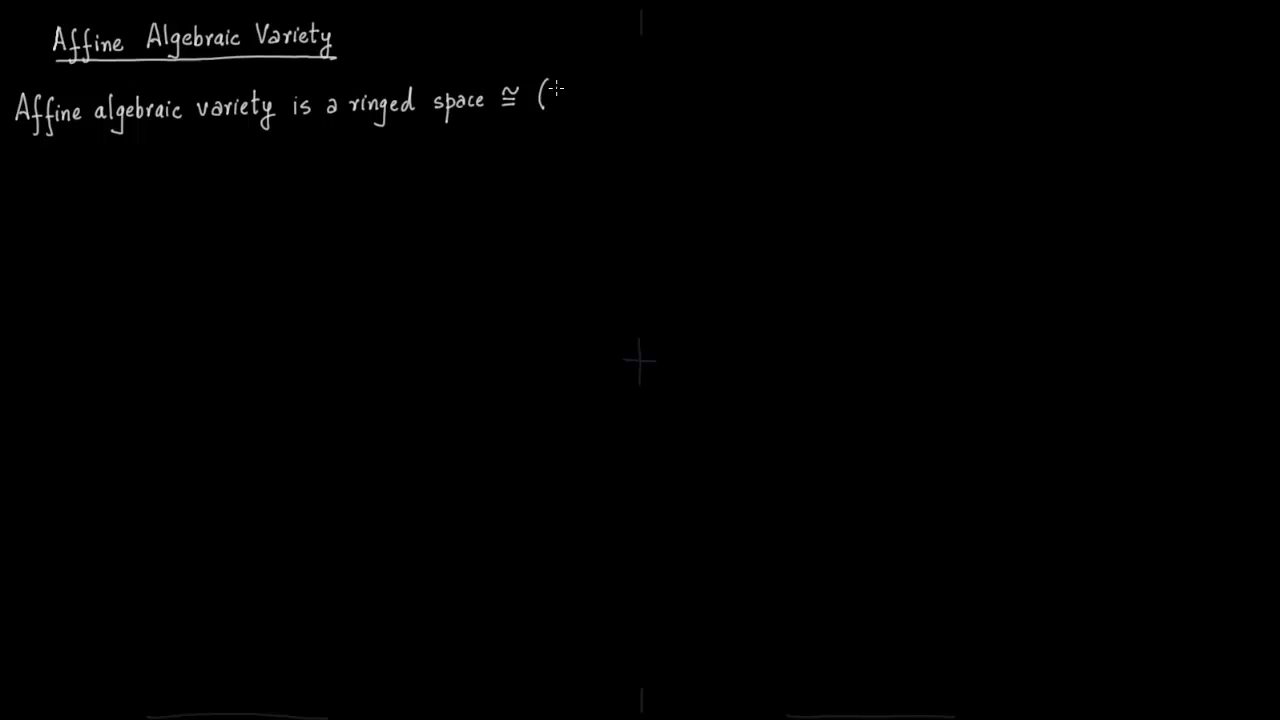 Affine Algebraic Variety
Affine algebraic variety is a ringed space ≅ (